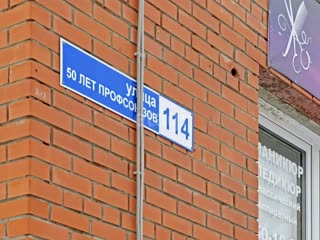 улица
50 ЛЕТ ПРОФСОЮЗОВ
114
МАНИКЮР
ПЕДИКЮР